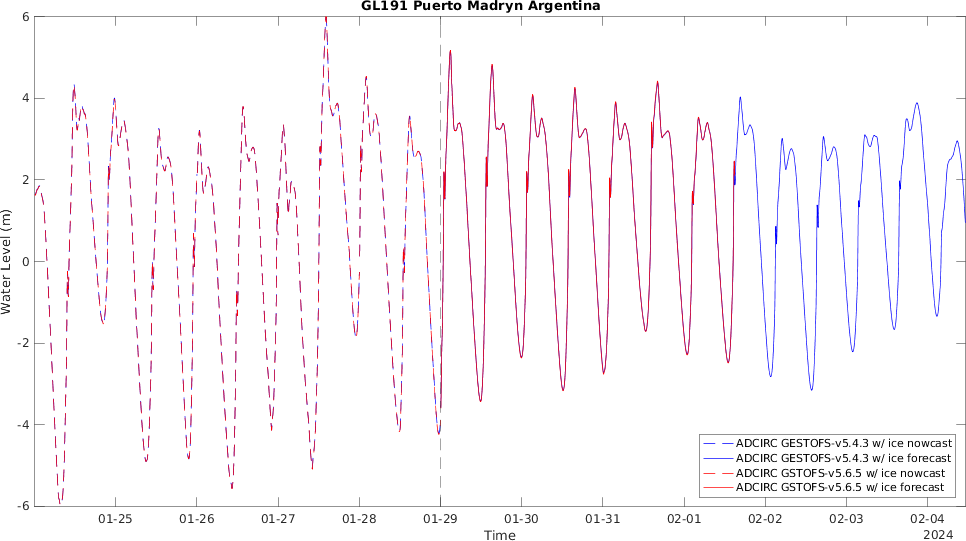 GL191 Puerto Madryn Argentina
6
4
2
0
-2
-4
-6
Water Level (m)
01-25 01-26 01-27 01-28 01-29 01-30 01-31 02-01 02-02 02-03 02-04
2024
Time
ADCIRC GESTOFS-v5.4.3 w/ ice nowcast
ADCIRC GESTOFS-v5.4.3 w/ ice forecast
ADCIRC GSTOFS-v5.6.5 w/ ice nowcast
ADCIRC GSTOFS-v5.6.5 w/ ice forecast